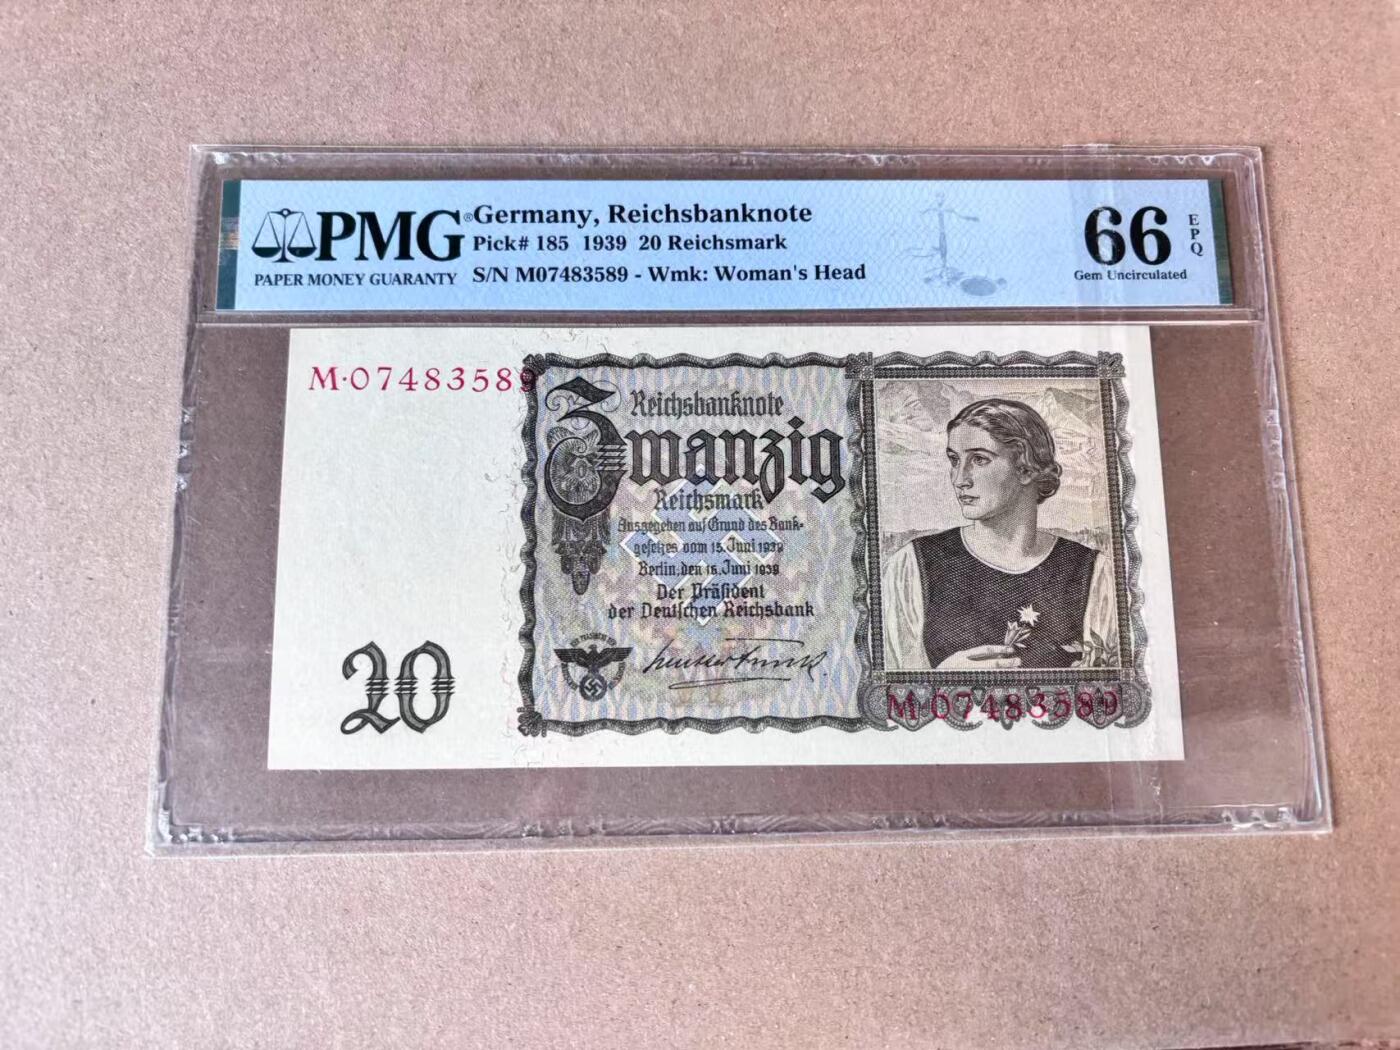 PMG®
PAPER MONEY GUARANTY
Germany, Reichsbanknote
Pick# 185 1939 20 Reichsmark
S/N M07483589 - Wmk: Woman's Head
66
EPQ
Gem Uncirculated
M·07483589
Reichsbanknote
Zwanzig
Reichsmark
Ausgegeben auf Grund des Bank-
gesetzes vom 15. Juni 1939
Berlin, den 16. Juni 1939
Der Präsident
der Deutschen Reichsbank
20
M·07483589